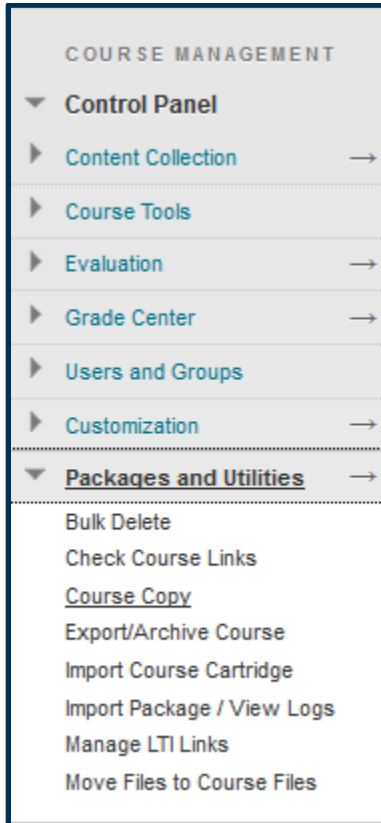 COURSE MANAGEMENT
Control Panel
Content Collection →
Course Tools
Evaluation →
Grade Center →
Users and Groups
Customization →
Packages and Utilities →
Bulk Delete
Check Course Links
Course Copy
Export/Archive Course
Import Course Cartridge
Import Package / View Logs
Manage LTI Links
Move Files to Course Files